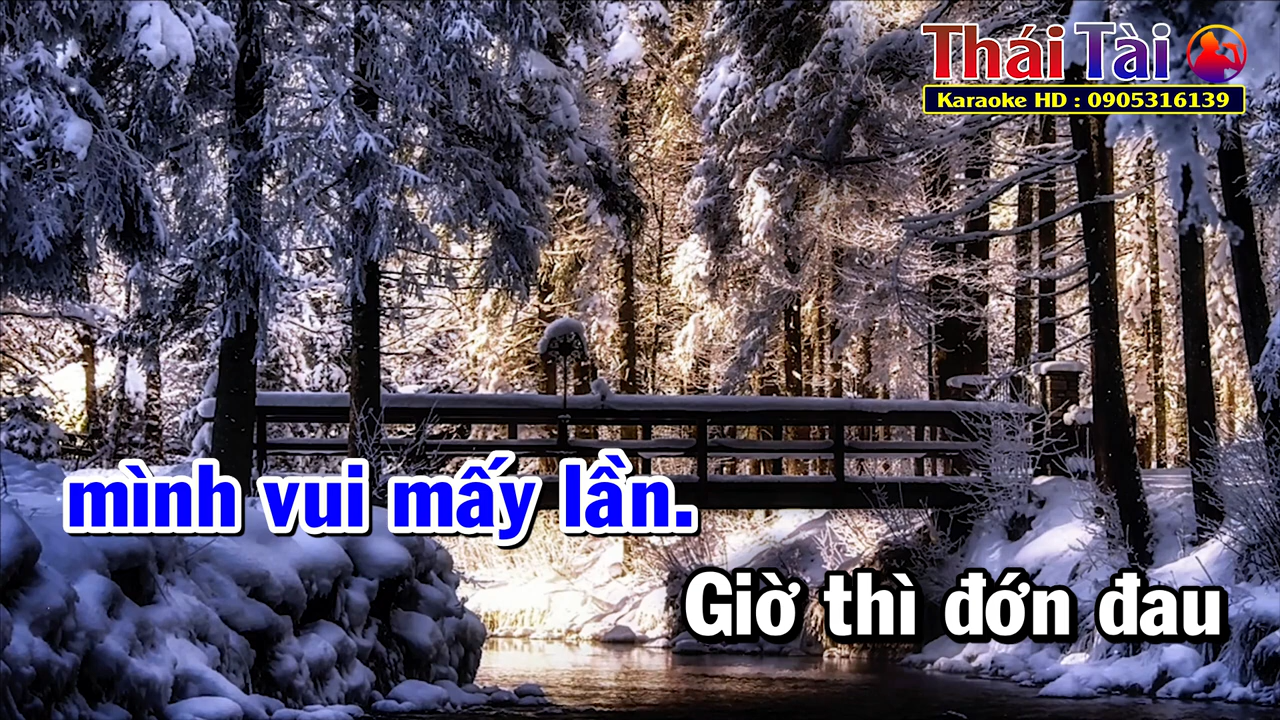 Thái Tài
Karaoke HD : 0905316139
mình vui mấy lần.
Giờ thì đớn đau